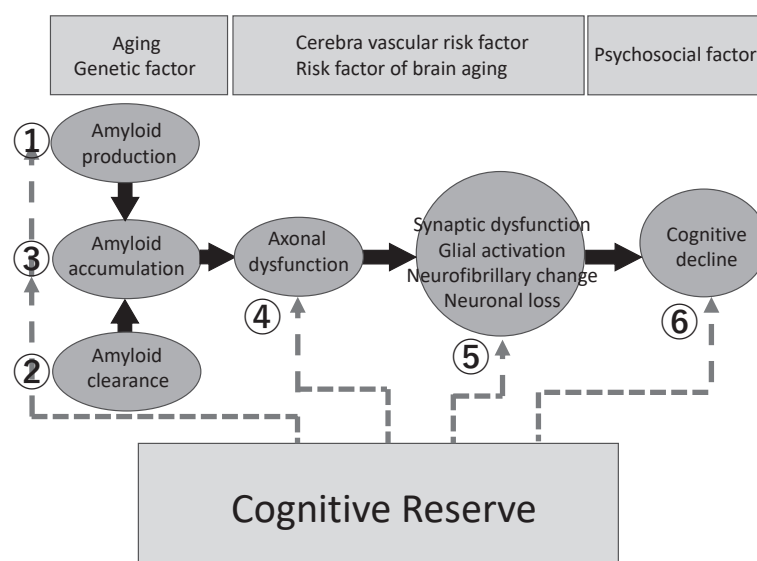 Aging
Genetic factor
Cerebra vascular risk factor
Risk factor of brain aging
Psychosocial factor
①
Amyloid
production
③
Amyloid
accumulation
Axonal
dysfunction
④
Synaptic dysfunction
Glial activation
Neurofibrillary change
Neuronal loss
⑤
Cognitive
decline
⑥
②
Amyloid
clearance
Cognitive Reserve